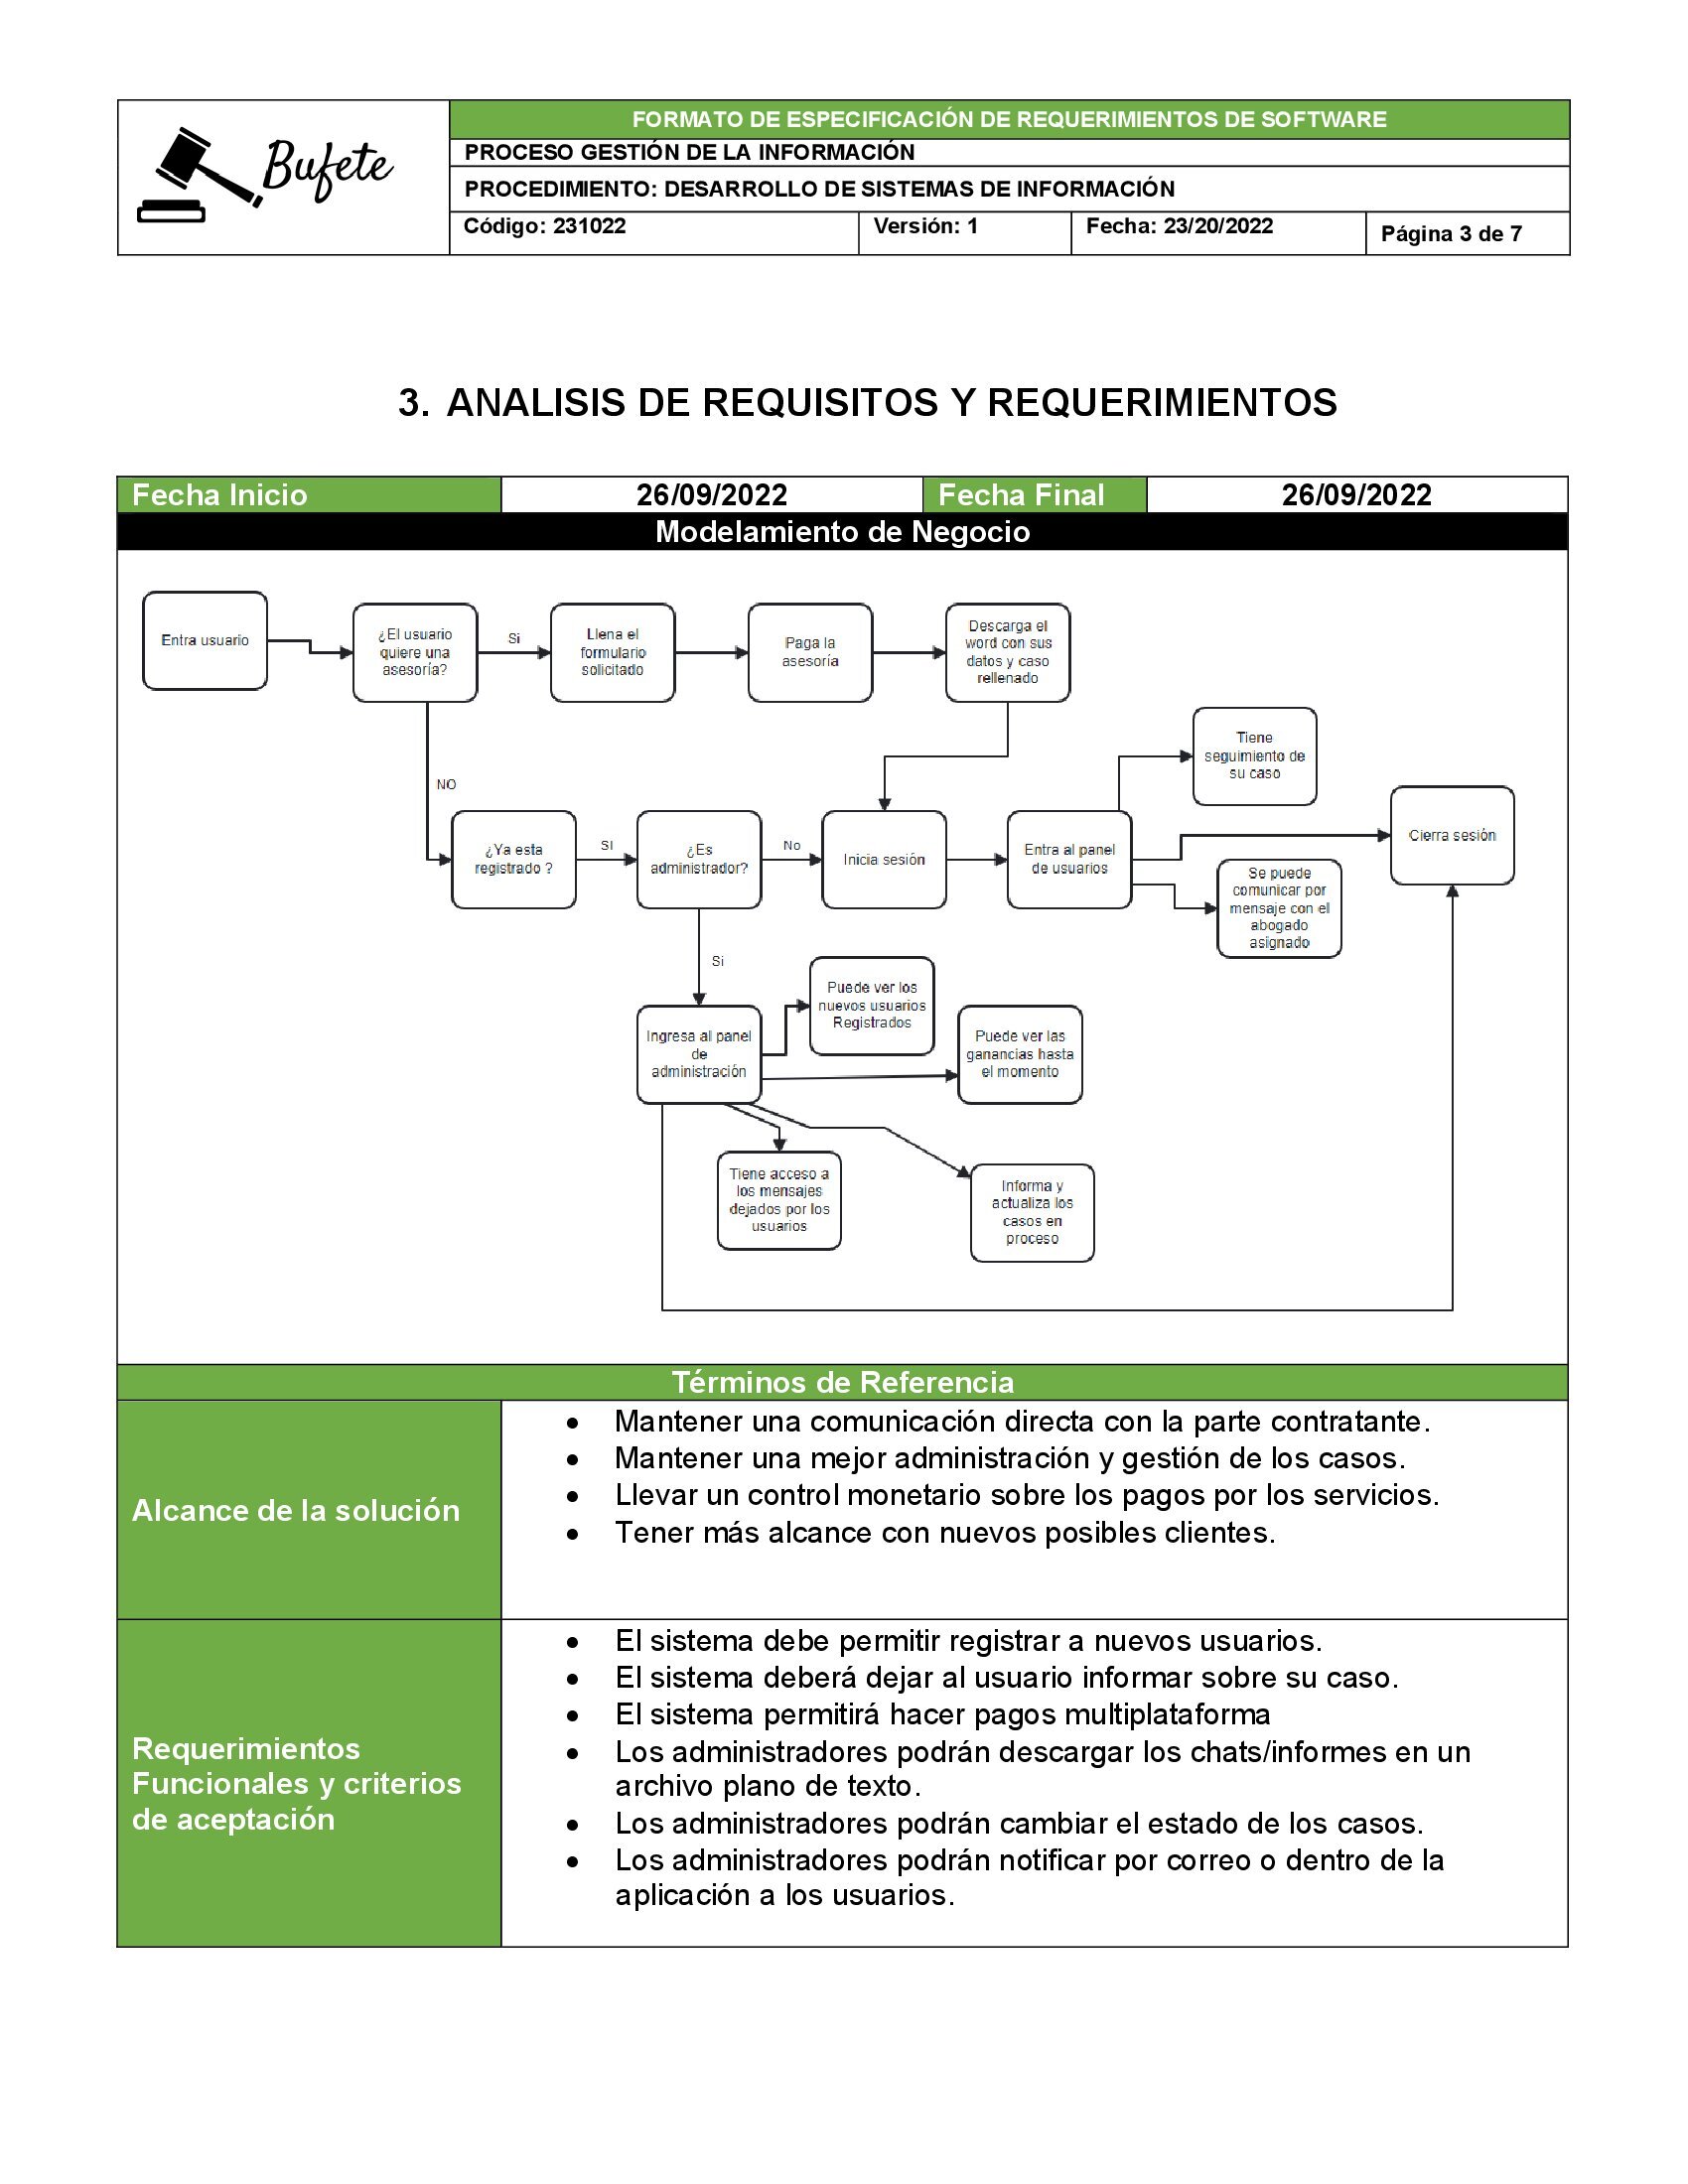 Bufete
FORMATO DE ESPECIFICACIÓN DE REQUERIMIENTOS DE SOFTWARE
PROCESO GESTIÓN DE LA INFORMACIÓN
PROCEDIMIENTO: DESARROLLO DE SISTEMAS DE INFORMACIÓN
Código: 231022
Versión: 1
Fecha: 23/20/2022
Página 3 de 7
3. ANALISIS DE REQUISITOS Y REQUERIMIENTOS
Fecha Inicio
26/09/2022
Fecha Final
26/09/2022
Modelamiento de Negocio
Entra usuario
¿El usuario
quiere una
asesoría?
Si
Llena el
formulario
solicitado
Paga la
asesoría
Descarga el
word con sus
datos y caso
rellenado
Tiene
seguimiento de
su caso
NO
¿Ya esta
registrado ?
SI
¿Es
administrador?
No
Inicia sesión
Entra al panel
de usuarios
Cierra sesión
Se puede
comunicar por
mensaje con el
abogado
asignado
Si
Ingresa al panel
de
administración
Puede ver los
nuevos usuarios
Registrados
Puede ver las
ganancias hasta
el momento
Tiene acceso a
los mensajes
dejados por los
usuarios
Informa y
actualiza los
casos en
proceso
Términos de Referencia
Alcance de la solución
• Mantener una comunicación directa con la parte contratante.
• Mantener una mejor administración y gestión de los casos.
• Llevar un control monetario sobre los pagos por los servicios.
• Tener más alcance con nuevos posibles clientes.
Requerimientos
Funcionales y criterios
de aceptación
• El sistema debe permitir registrar a nuevos usuarios.
• El sistema deberá dejar al usuario informar sobre su caso.
• El sistema permitirá hacer pagos multiplataforma
• Los administradores podrán descargar los chats/informes en un
archivo plano de texto.
• Los administradores podrán cambiar el estado de los casos.
• Los administradores podrán notificar por correo o dentro de la
aplicación a los usuarios.